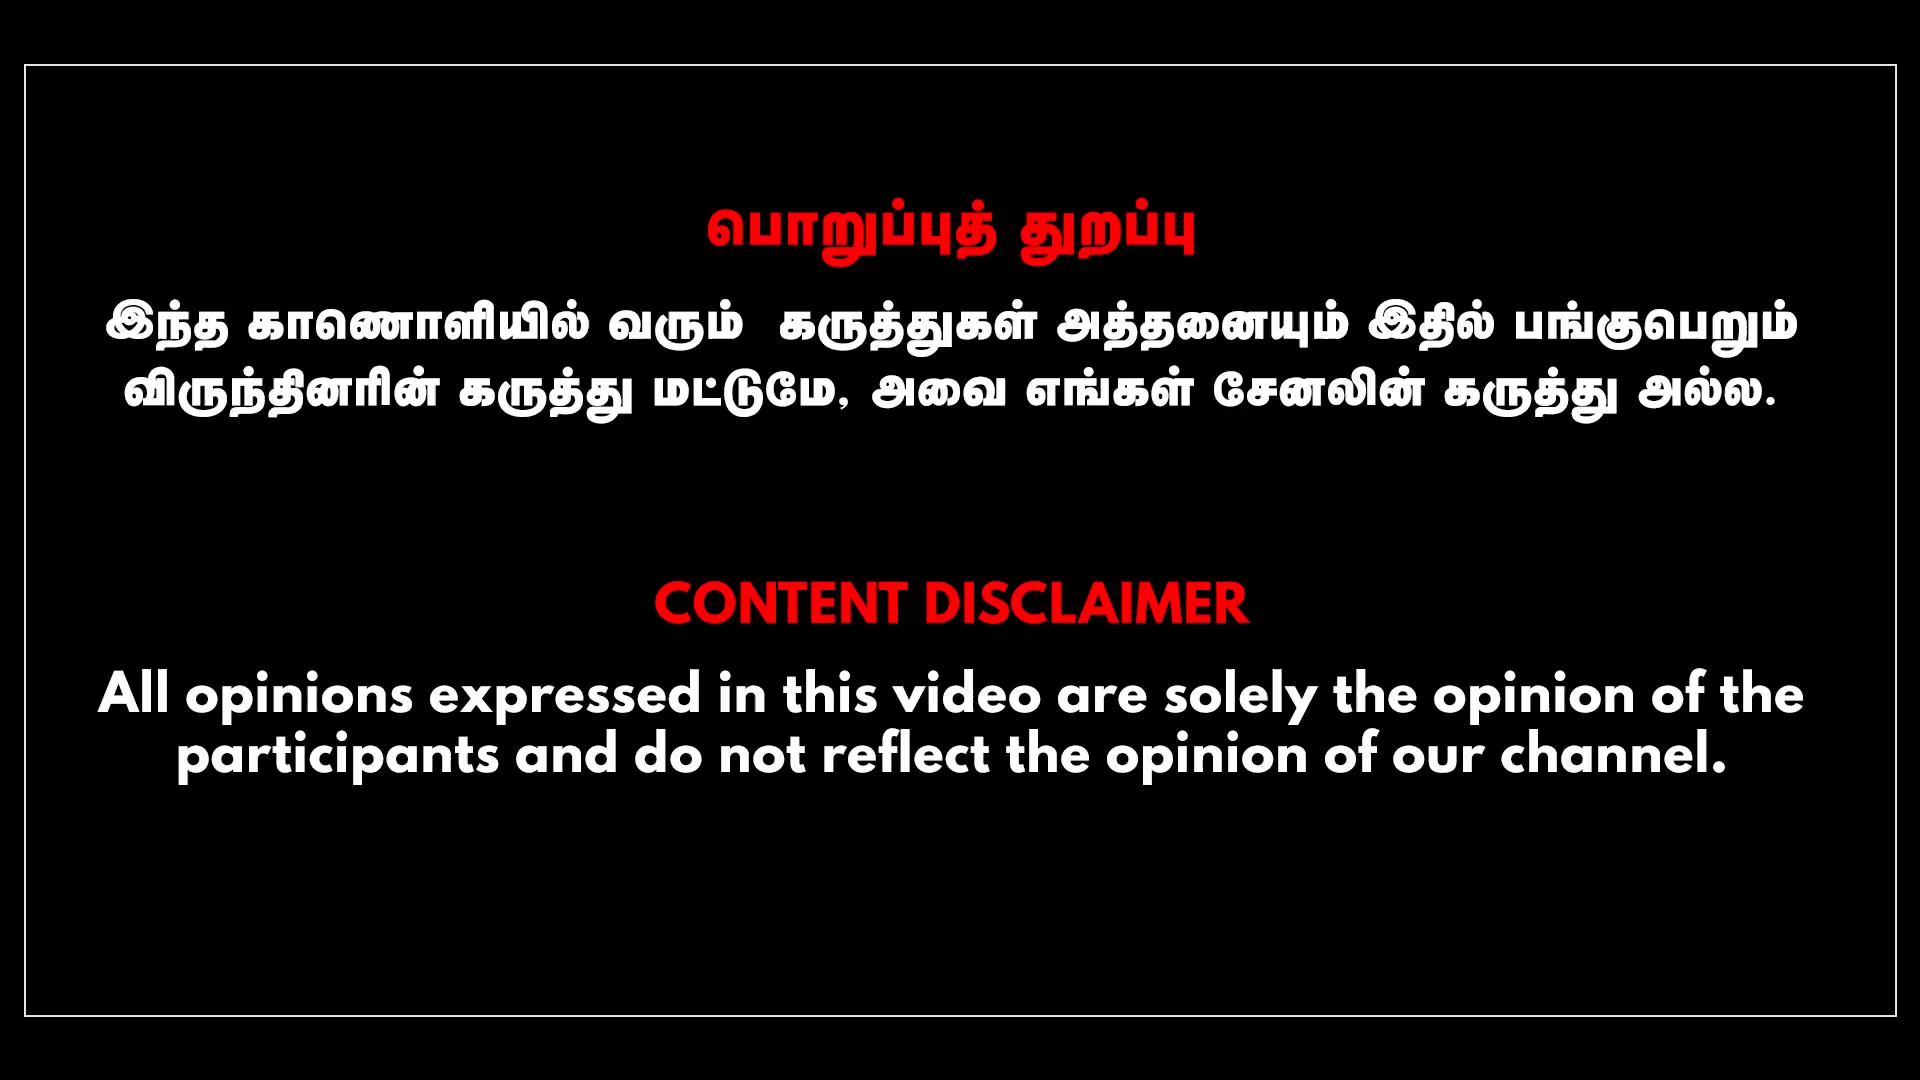 பொறுப்புத் துறப்பு
இந்த காணொளியில் வரும் கருத்துகள் அத்தனையும் இதில் பங்குபெறும்
விருந்தினரின் கருத்து மட்டுமே, அவை எங்கள் சேனலின் கருத்து அல்ல.
CONTENT DISCLAIMER
All opinions expressed in this video are solely the opinion of the
participants and do not reflect the opinion of our channel.